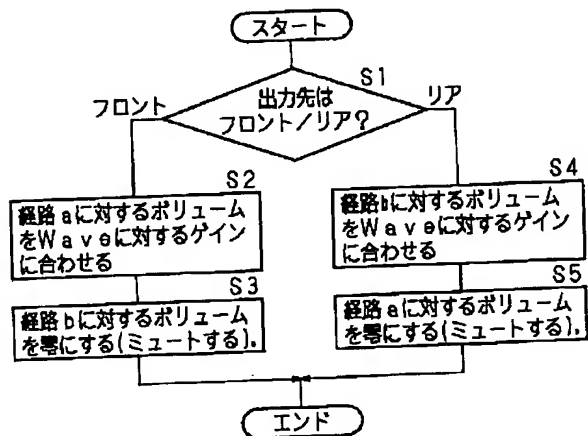 スタート
S1
出力先は
フロント/リア?
フロント
リア
S2
経路aに対するボリューム
をWaveに対するゲイン
に合わせる
S3
経路bに対するボリューム
を零にする(ミュートする).
S4
経路bに対するボリューム
をWaveに対するゲイン
に合わせる
S5
経路aに対するボリューム
を零にする(ミュートする).
エンド